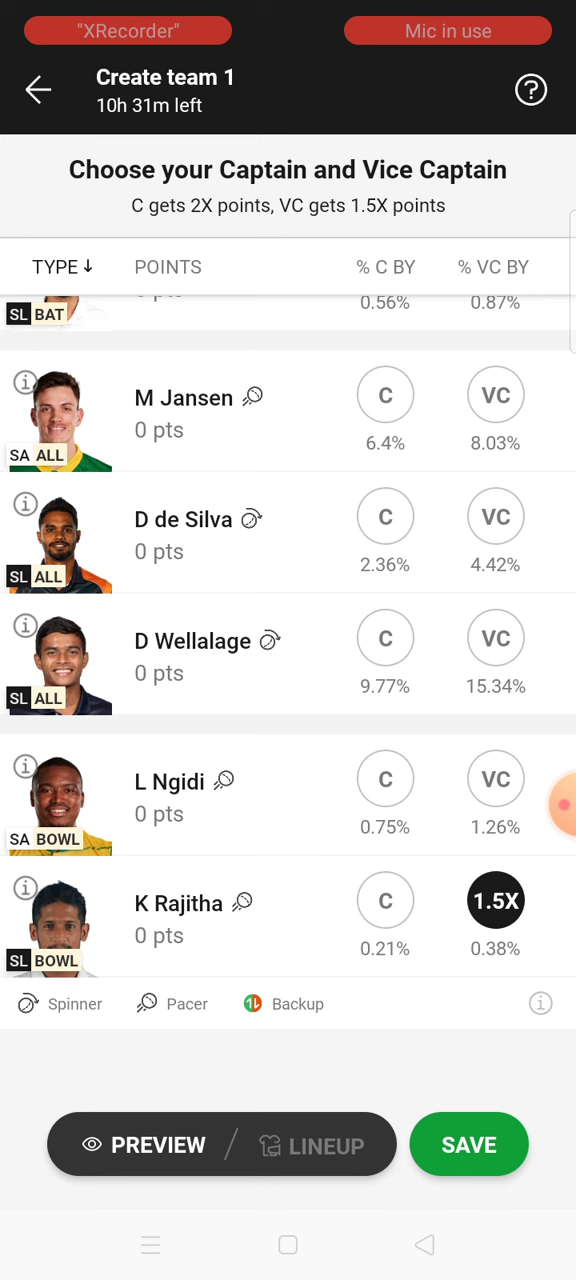 "XRecorder" Mic in use
Create team 1
10h 31m left
Choose your Captain and Vice Captain
C gets 2X points, VC gets 1.5X points
TYPE POINTS % C BY % VC BY
SL BAT 0 pts 0.56% 0.87%
M Jansen C VC
0 pts 6.4% 8.03%
SA ALL
D de Silva C VC
0 pts 2.36% 4.42%
SL ALL
D Wellalage C VC
0 pts 9.77% 15.34%
SL ALL
L Ngidi C VC
0 pts 0.75% 1.26%
SA BOWL
K Rajitha C 1.5X
0 pts 0.21% 0.38%
SL BOWL
Spinner Pacer Backup
PREVIEW / LINEUP SAVE